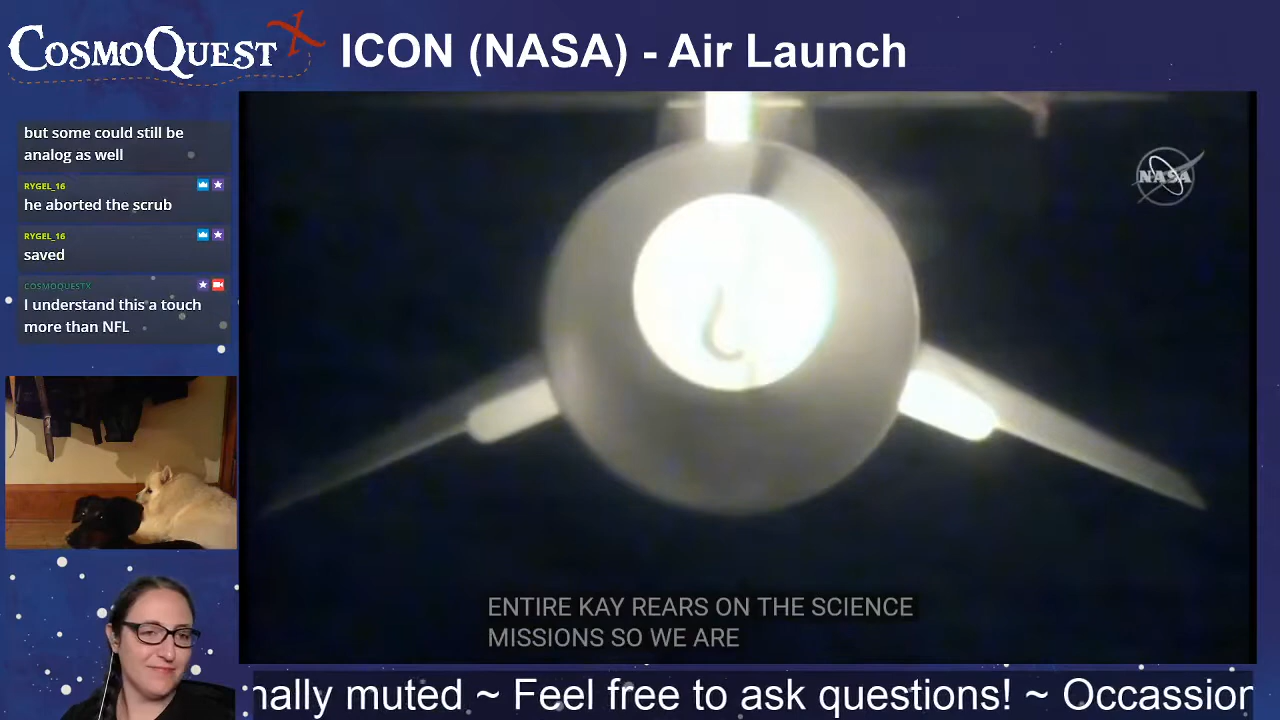 COSMOQUESTX
ICON (NASA) - Air Launch
but some could still be
analog as well
RYGEL_16
he aborted the scrub
RYGEL_16
saved
COSMOQUESTX
I understand this a touch
more than NFL
NASA
ENTIRE KAY REARS ON THE SCIENCE
MISSIONS SO WE ARE
nally muted ~ Feel free to ask questions! ~ Occassion